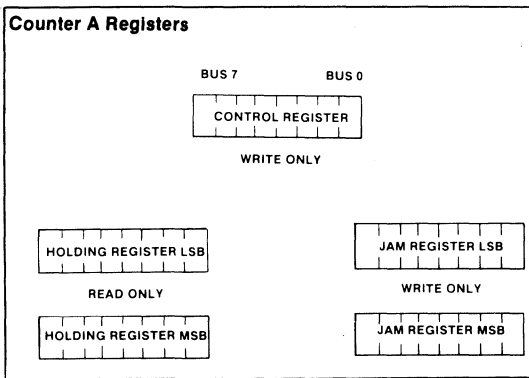 Counter A Registers
BUS 7 BUS 0
CONTROL REGISTER
WRITE ONLY
HOLDING REGISTER LSB
JAM REGISTER LSB
READ ONLY
WRITE ONLY
HOLDING REGISTER MSB
JAM REGISTER MSB